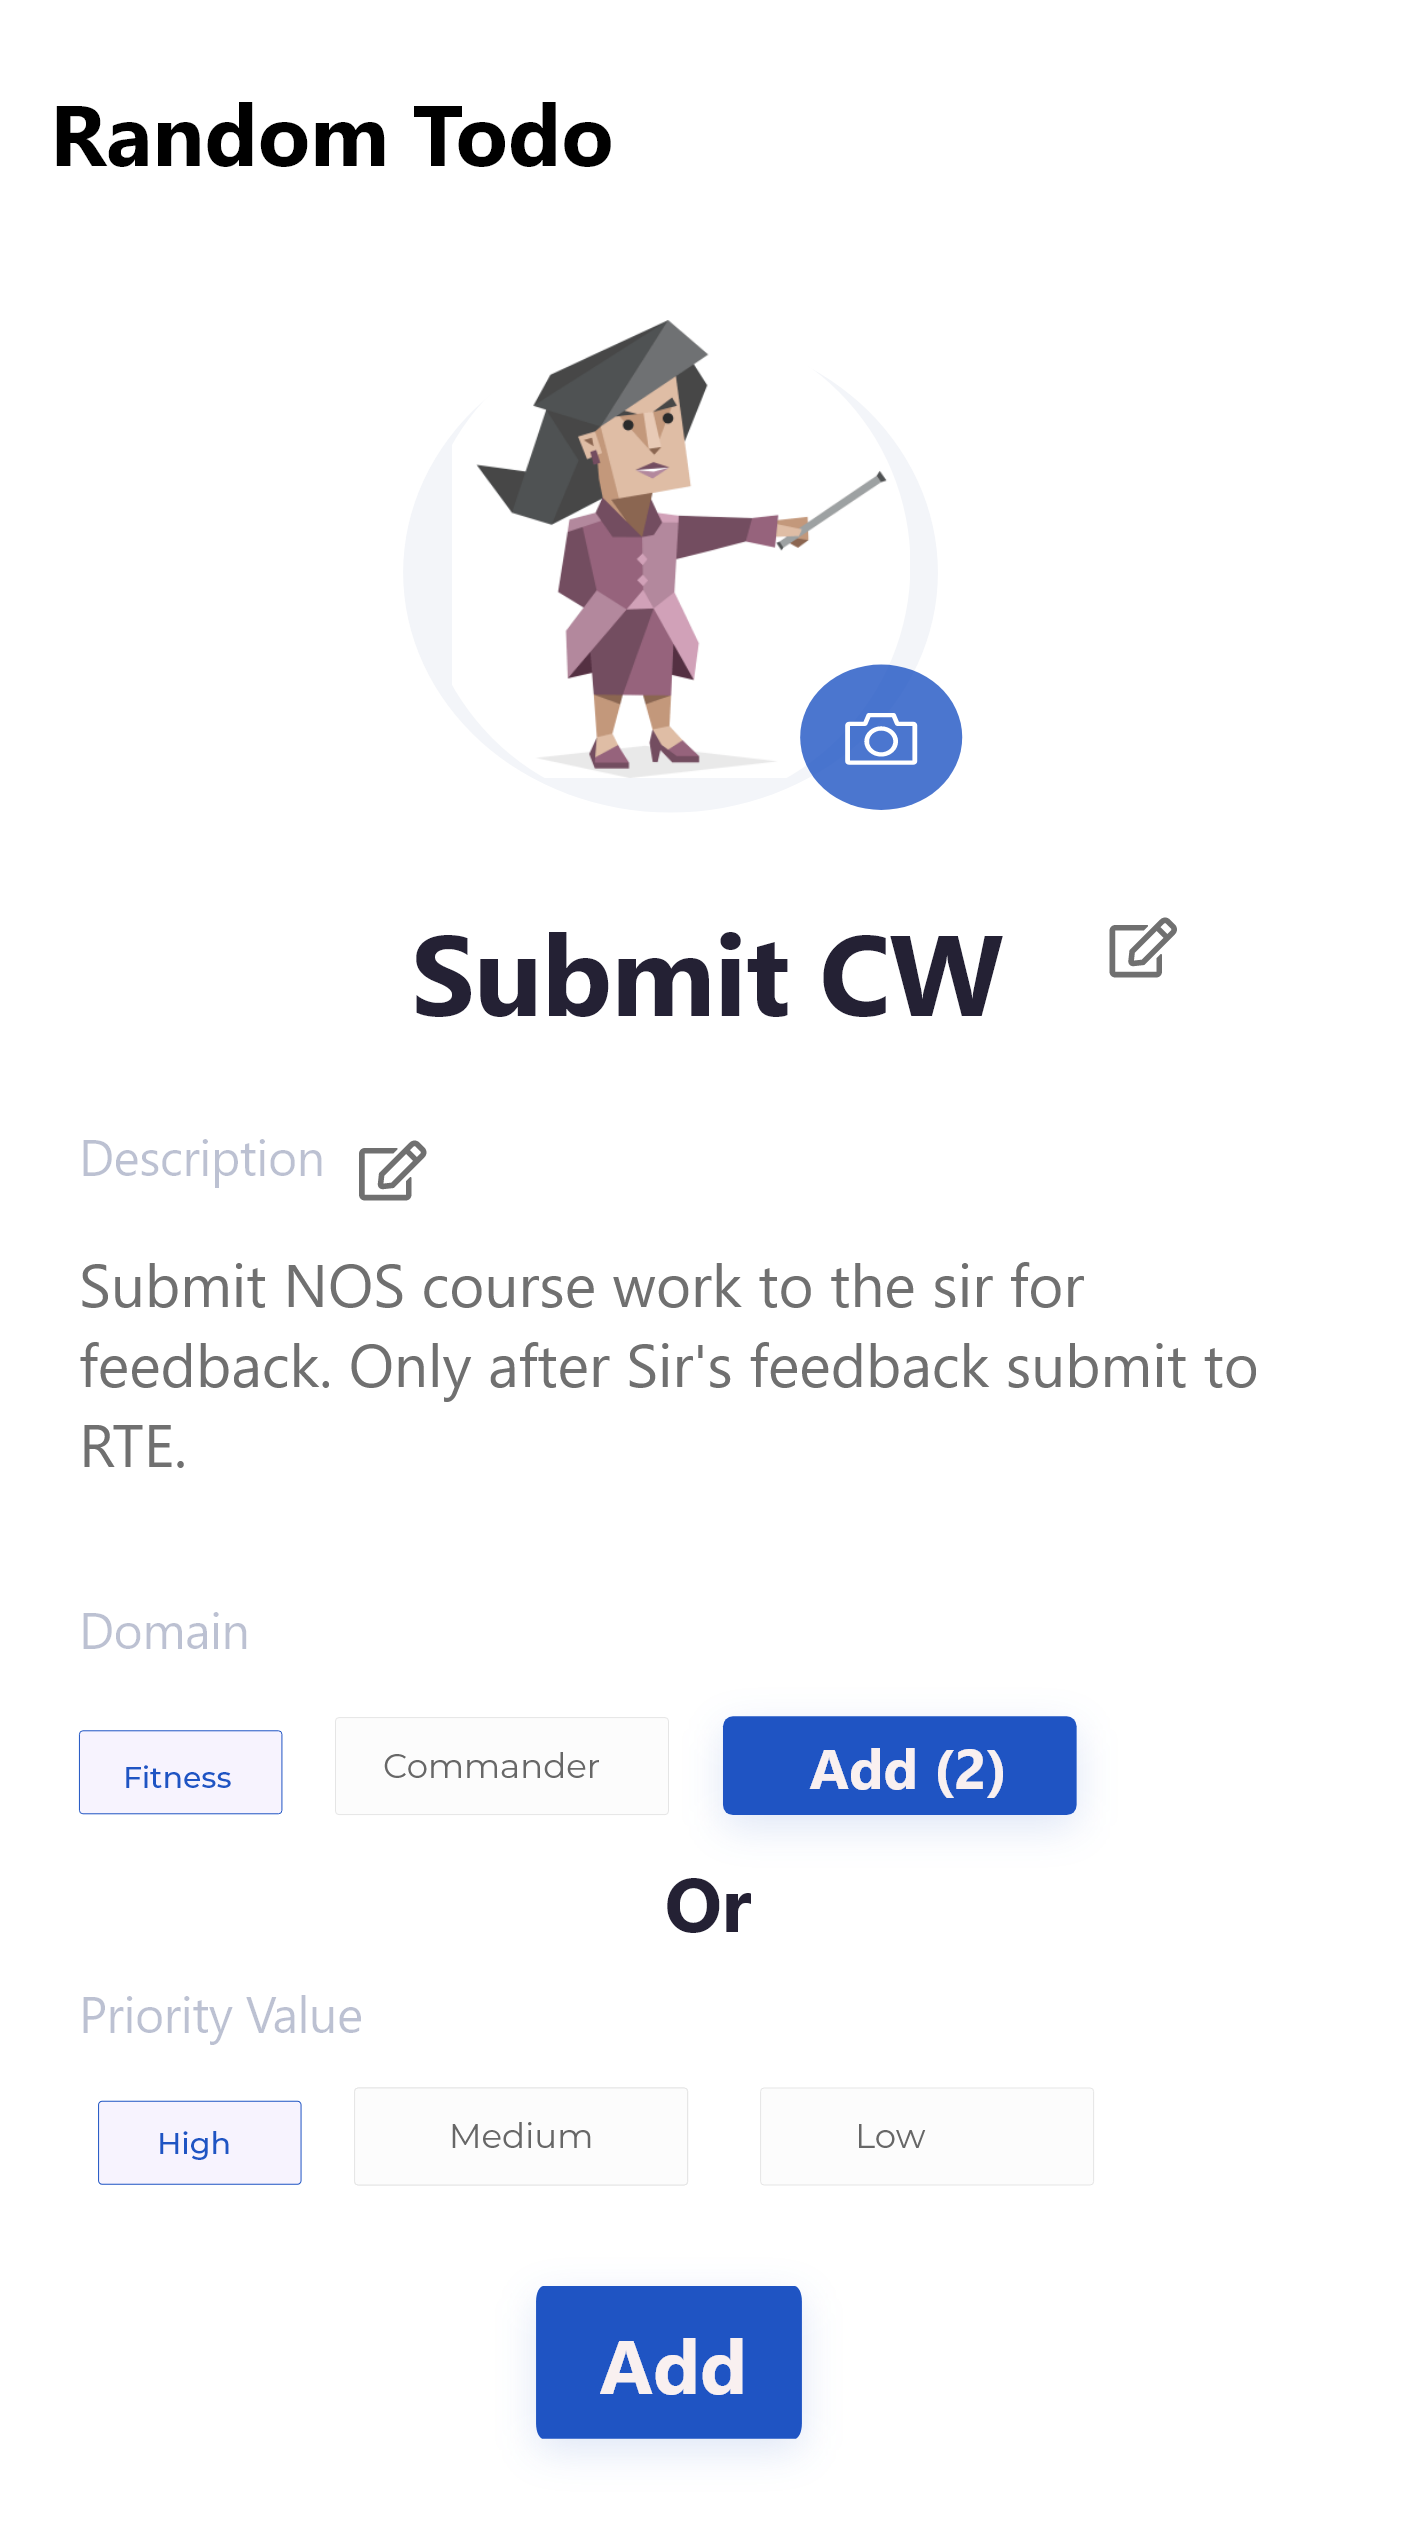 Random Todo
Submit CW
Description
Submit NOS course work to the sir for
feedback. Only after Sir's feedback submit to
RTE.
Domain
Fitness Commander Add (2)
Or
Priority Value
High Medium Low
Add